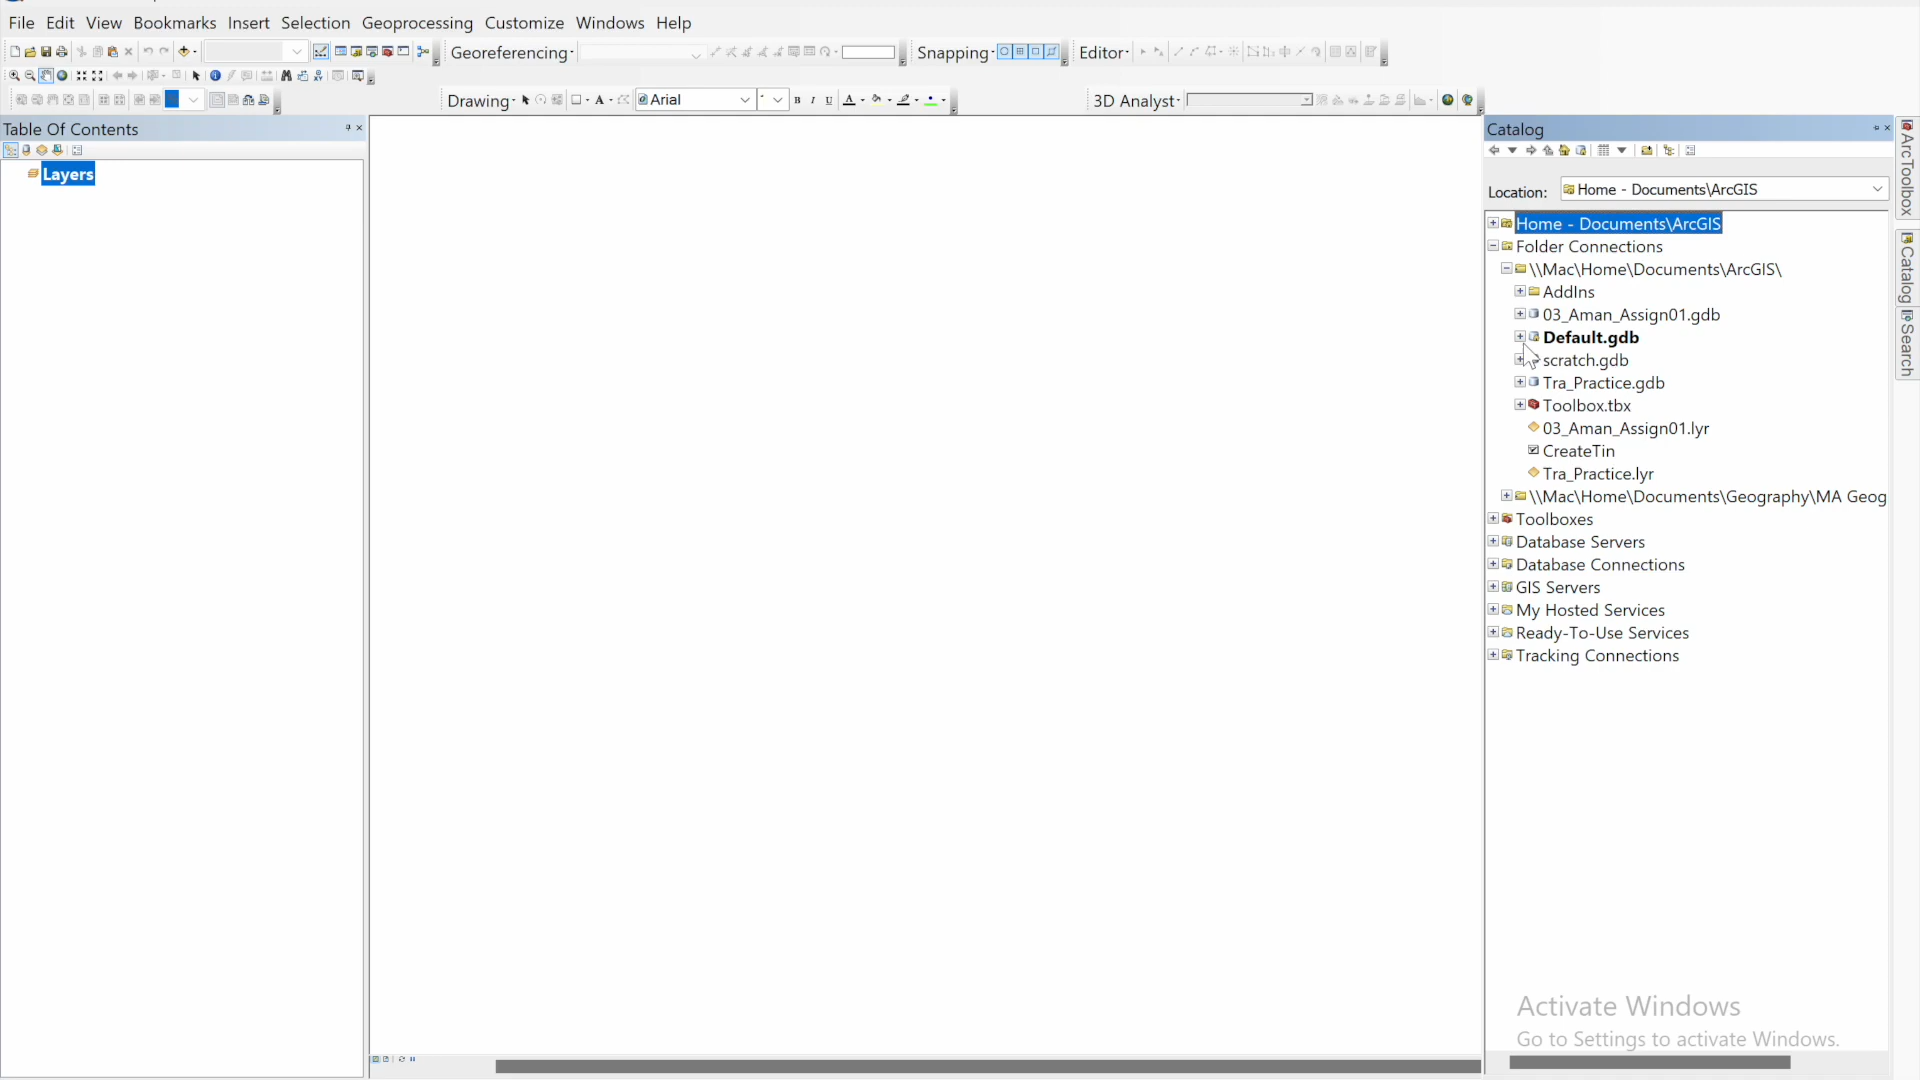 File Edit View Bookmarks Insert Selection Geoprocessing Customize Windows Help
Georeferencing Snapping Editor
Drawing A Arial B I U A 3D Analyst
Table Of Contents
Layers
Catalog
Location: Home - Documents\ArcGIS
Home - Documents\ArcGIS
Folder Connections
\\Mac\Home\Documents\ArcGIS\
AddIns
03_Aman_Assign01.gdb
Default.gdb
scratch.gdb
Tra_Practice.gdb
Toolbox.tbx
03_Aman_Assign01.lyr
CreateTin
Tra_Practice.lyr
\\Mac\Home\Documents\Geography\MA Geog
Toolboxes
Database Servers
Database Connections
GIS Servers
My Hosted Services
Ready-To-Use Services
Tracking Connections
ArcToolbox
Catalog
Search
Activate Windows
Go to Settings to activate Windows.